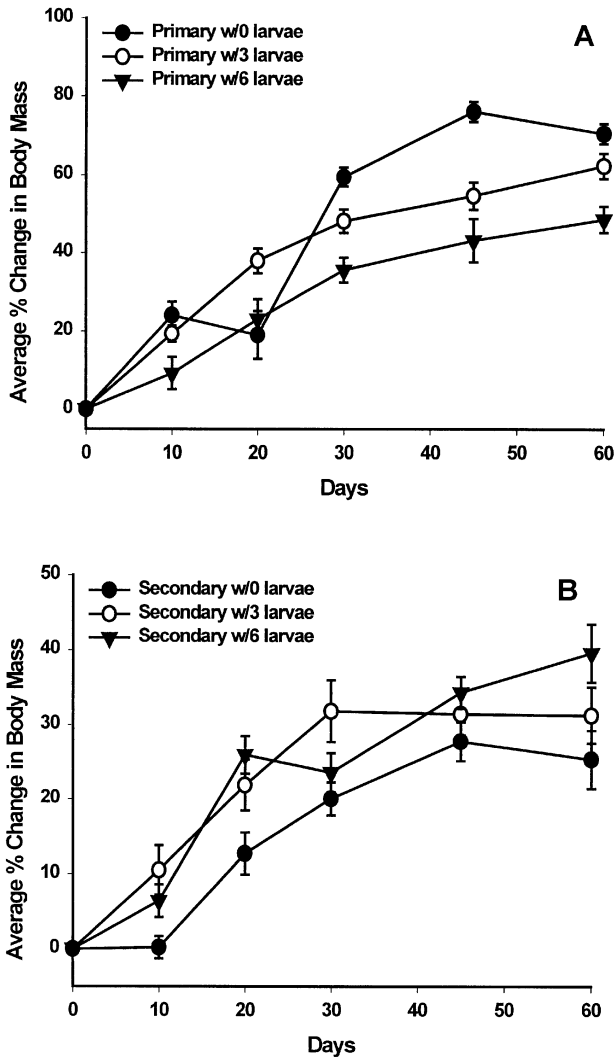 100
80
60
40
20
0
Average % Change in Body Mass
Primary w/0 larvae
Primary w/3 larvae
Primary w/6 larvae
A
0 10 20 30 40 50 60
Days
50
40
30
20
10
0
Average % Change in Body Mass
Secondary w/0 larvae
Secondary w/3 larvae
Secondary w/6 larvae
B
0 10 20 30 40 50 60
Days